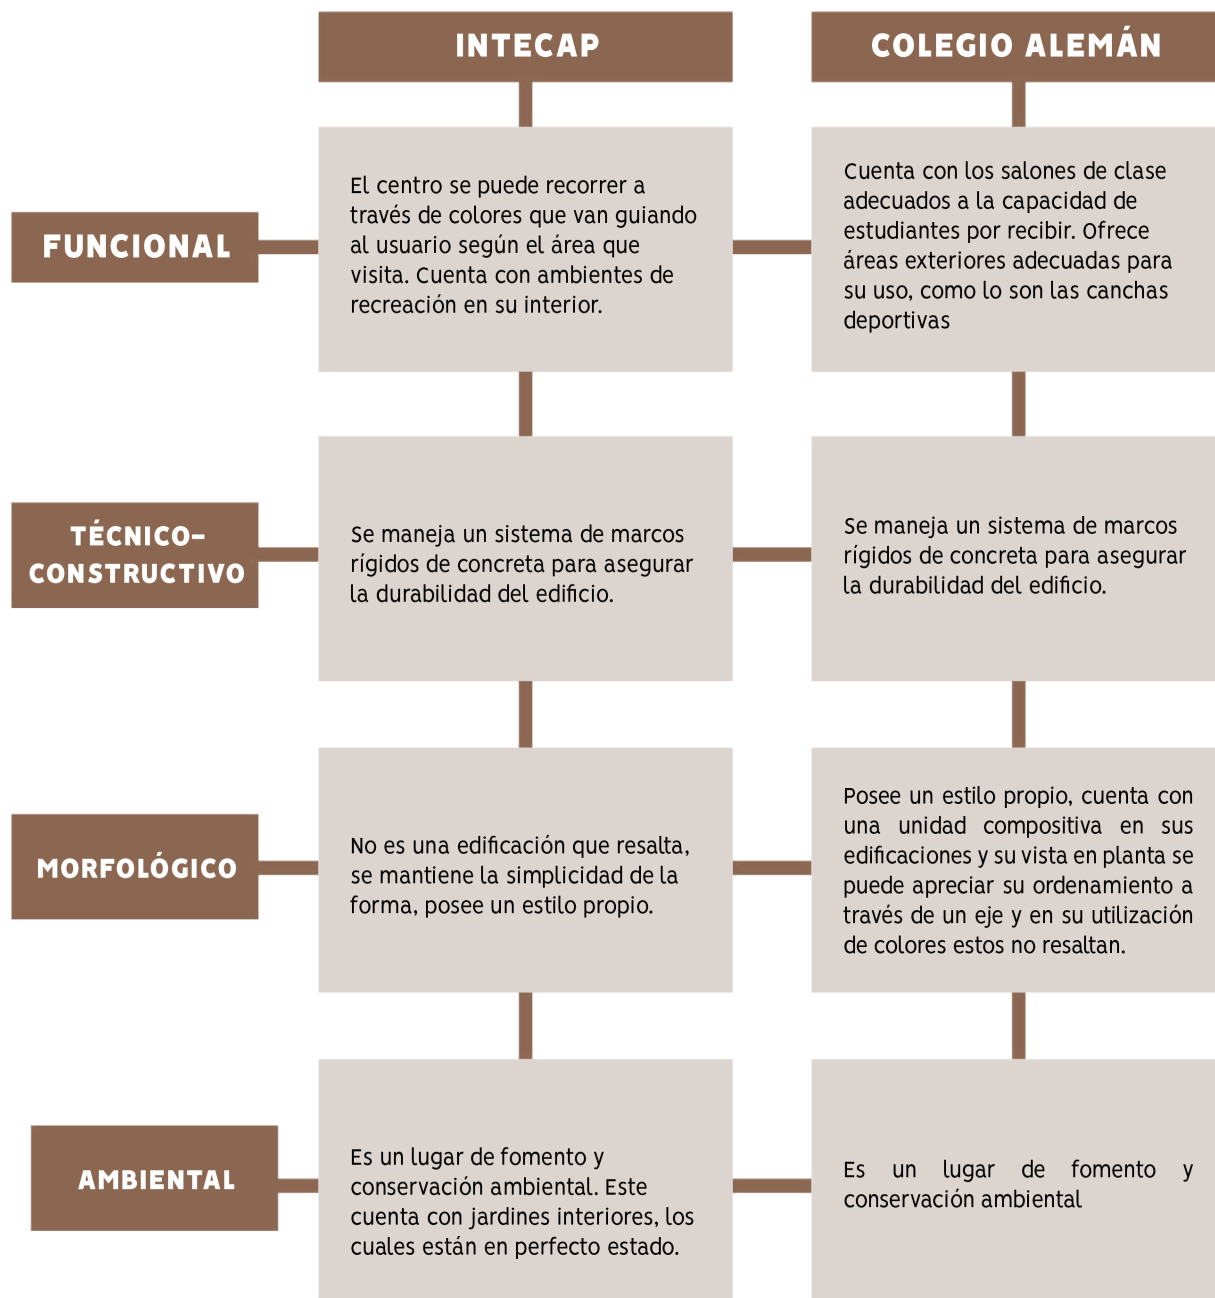 INTECAP
COLEGIO ALEMÁN
FUNCIONAL
El centro se puede recorrer a
través de colores que van guiando
al usuario según el área que
visita. Cuenta con ambientes de
recreación en su interior.
Cuenta con los salones de clase
adecuados a la capacidad de
estudiantes por recibir. Ofrece
áreas exteriores adecuadas para
su uso, como lo son las canchas
deportivas
TÉCNICO-
CONSTRUCTIVO
Se maneja un sistema de marcos
rígidos de concreta para asegurar
la durabilidad del edificio.
Se maneja un sistema de marcos
rígidos de concreta para asegurar
la durabilidad del edificio.
MORFOLÓGICO
No es una edificación que resalta,
se mantiene la simplicidad de la
forma, posee un estilo propio.
Posee un estilo propio, cuenta con
una unidad compositiva en sus
edificaciones y su vista en planta se
puede apreciar su ordenamiento a
través de un eje y en su utilización
de colores estos no resaltan.
AMBIENTAL
Es un lugar de fomento y
conservación ambiental. Este
cuenta con jardines interiores, los
cuales están en perfecto estado.
Es un lugar de fomento y
conservación ambiental